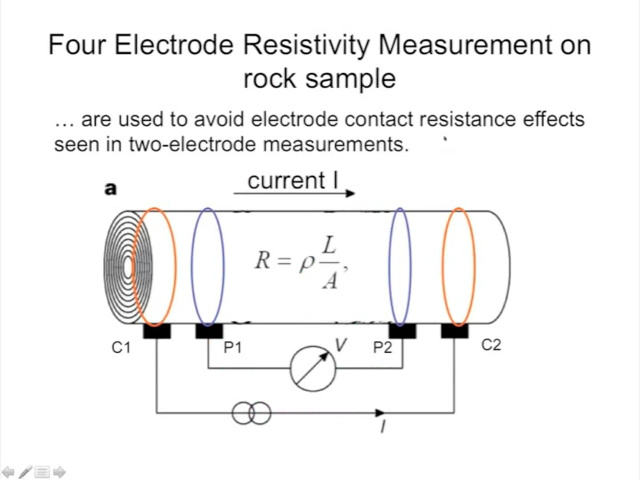 Four Electrode Resistivity Measurement on
rock sample
… are used to avoid electrode contact resistance effects
seen in two-electrode measurements.
a
current I
R = ρ L/A,
C1
P1
V
P2
C2
I